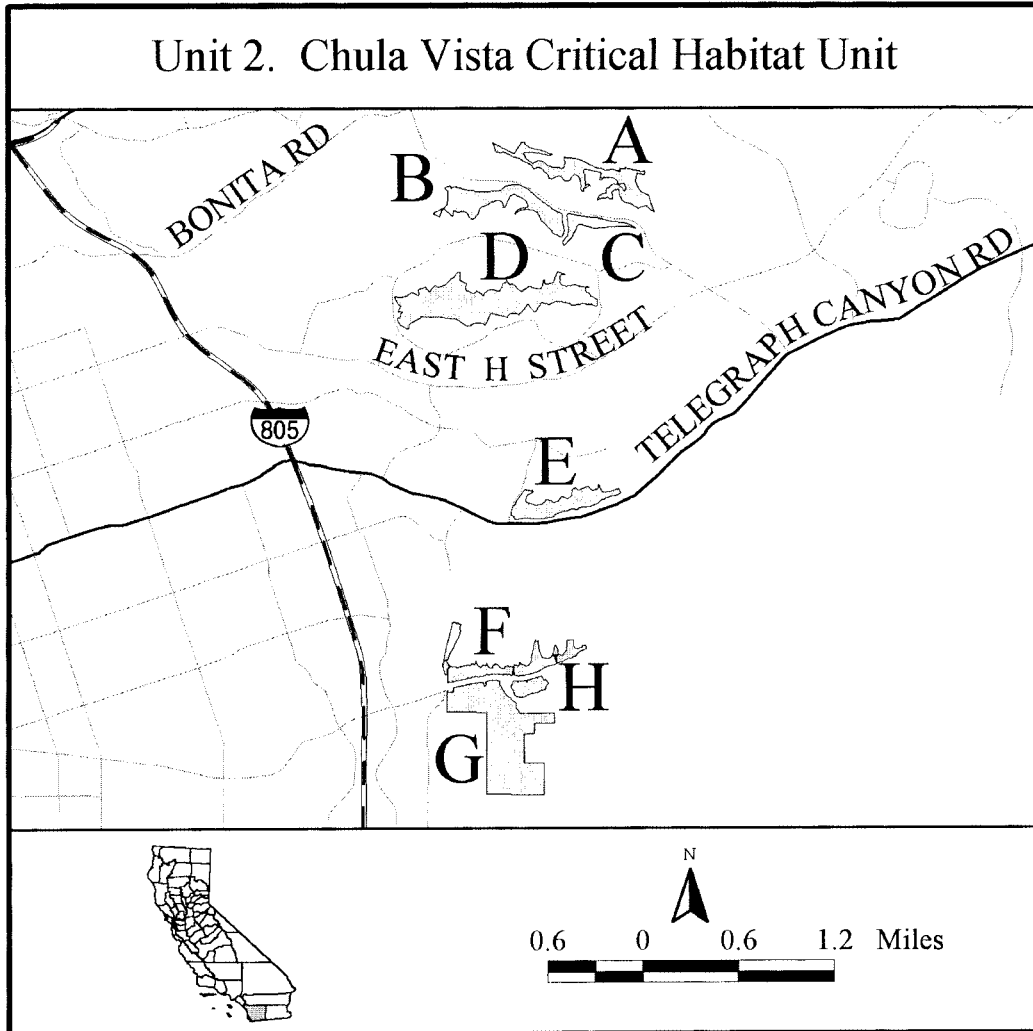 Unit 2. Chula Vista Critical Habitat Unit
BONITA RD
A
B
C
D
EAST H STREET
TELEGRAPH CANYON RD
805
E
F
H
G
N
0.6 0 0.6 1.2 Miles